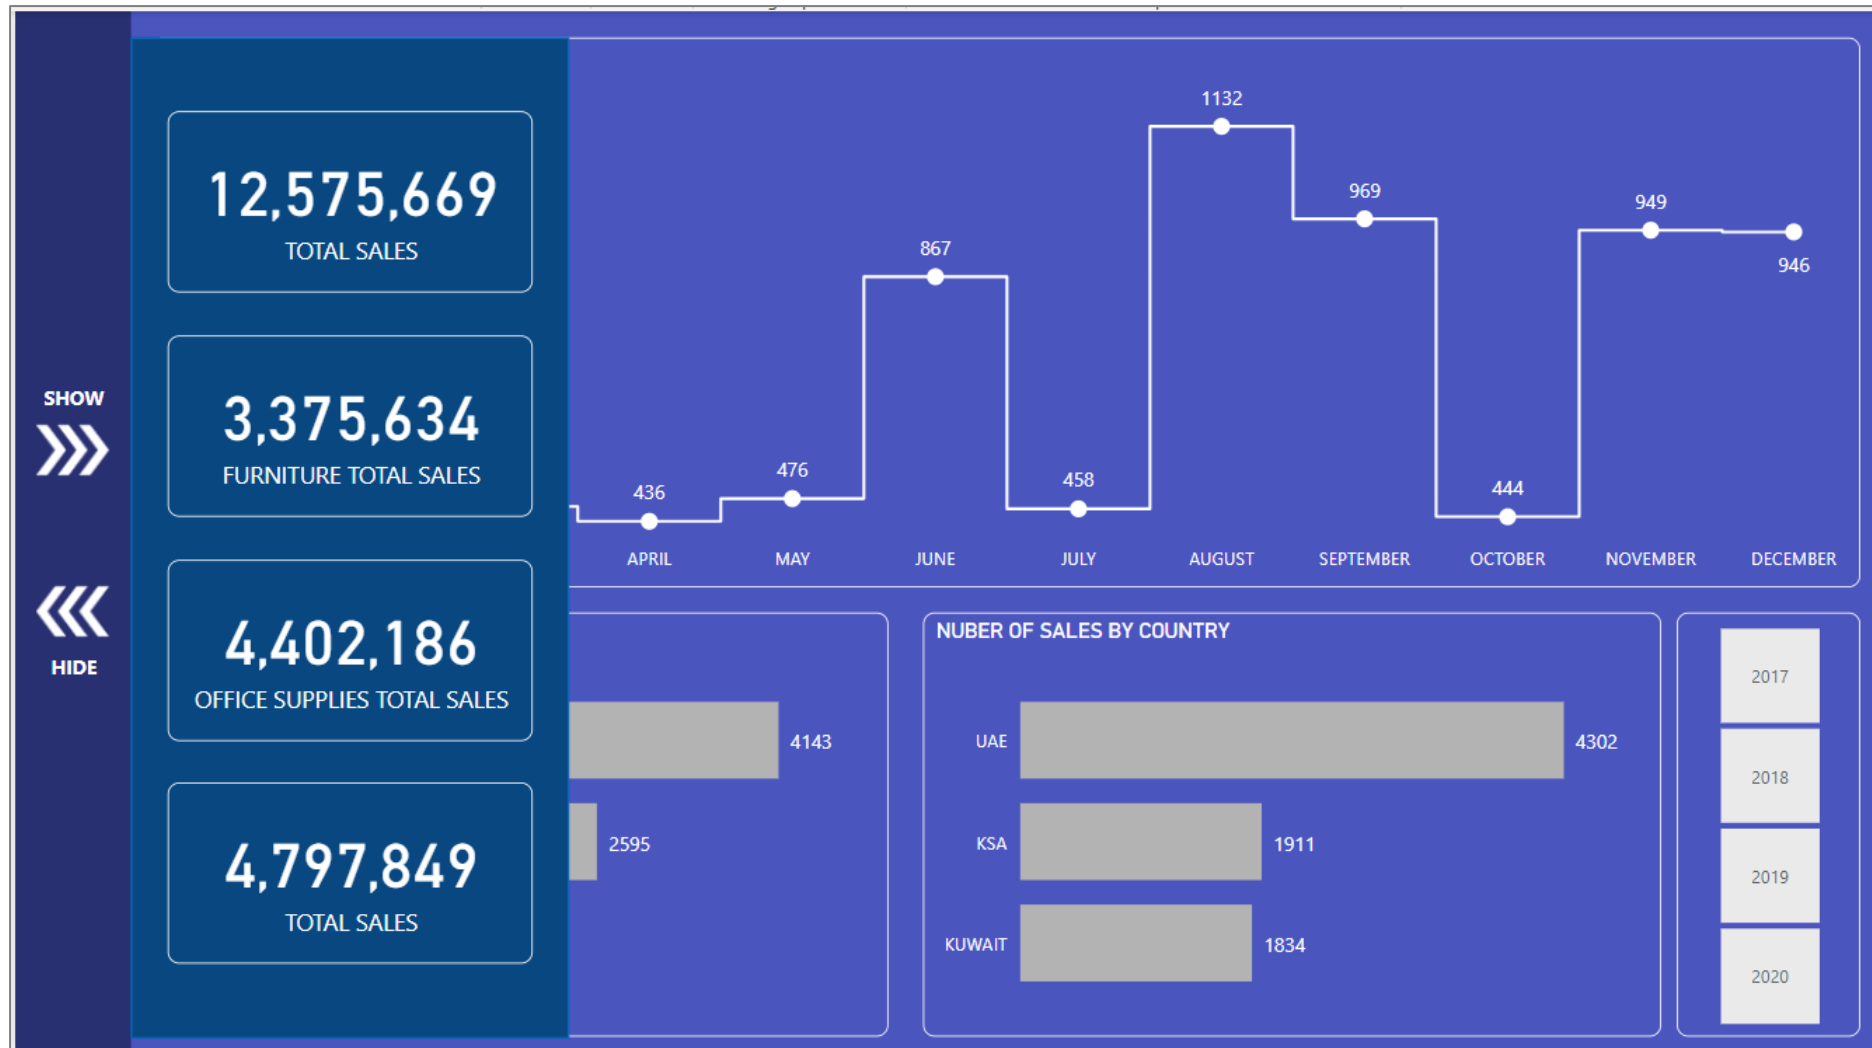 SHOW
HIDE
12,575,669
TOTAL SALES
3,375,634
FURNITURE TOTAL SALES
4,402,186
OFFICE SUPPLIES TOTAL SALES
4,797,849
TOTAL SALES
436
476
867
458
1132
969
444
949
946
APRIL
MAY
JUNE
JULY
AUGUST
SEPTEMBER
OCTOBER
NOVEMBER
DECEMBER
4143
2595
NUBER OF SALES BY COUNTRY
UAE
4302
KSA
1911
KUWAIT
1834
2017
2018
2019
2020